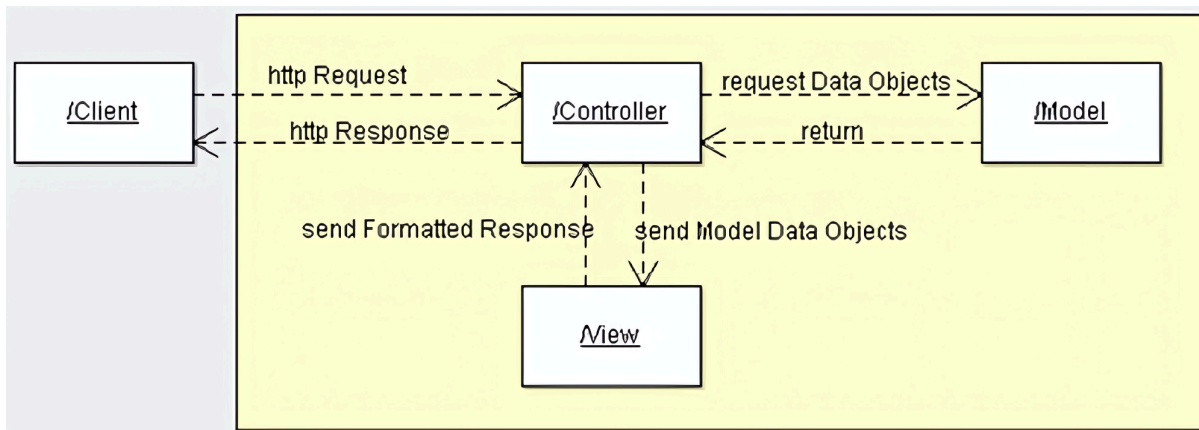 http Request
request Data Objects
/Client
/Controller
/Model
http Response
return
send Formatted Response
send Model Data Objects
/View